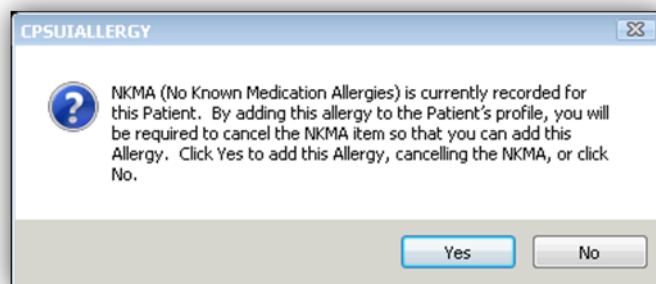 CPSUIALLERGY
NKMA (No Known Medication Allergies) is currently recorded for
this Patient.  By adding this allergy to the Patient's profile, you will
be required to cancel the NKMA item so that you can add this
Allergy.  Click Yes to add this Allergy, cancelling the NKMA, or click
No.
Yes
No